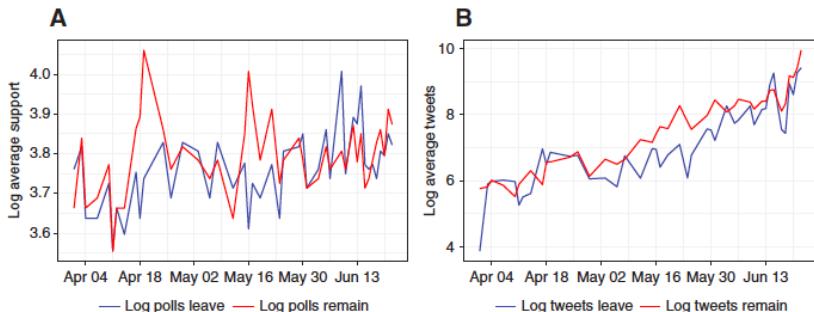 A
Log average support
4.0
3.9
3.8
3.7
3.6
Apr 04 Apr 18 May 02 May 16 May 30 Jun 13
Log polls leave Log polls remain
B
Log average tweets
10
8
6
4
Apr 04 Apr 18 May 02 May 16 May 30 Jun 13
Log tweets leave Log tweets remain